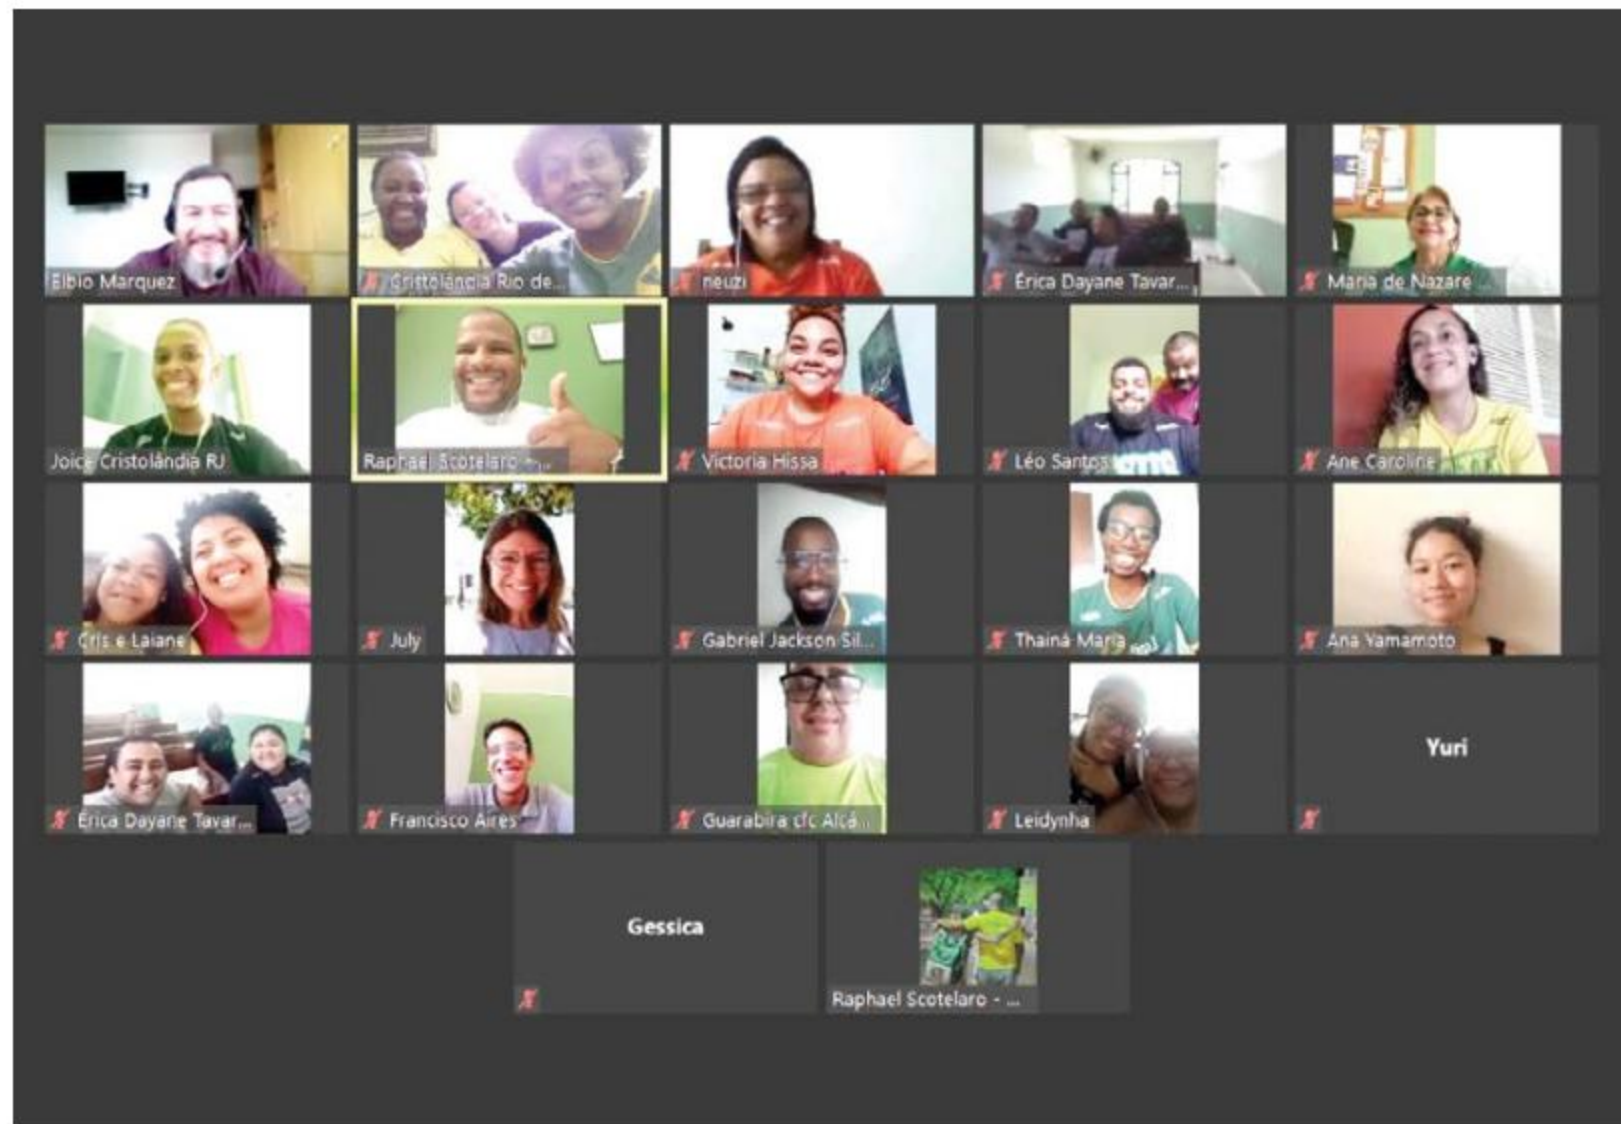 Elbio Marquez
Cristolândia Rio de...
neuzi
Érica Dayane Tavar...
Maria de Nazare ...
Joice Cristolândia RJ
Raphael Scotelaro - ...
Victoria Hissa
Léo Santos
Ane Caroline
Cris e Laiane
July
Gabriel Jackson Sil...
Thainá Maria
Ana Yamamoto
Érica Dayane Tavar...
Francisco Aires
Guarabira cfc Alçâ...
Leidynha
Yuri
Gessica
Raphael Scotelaro - ...